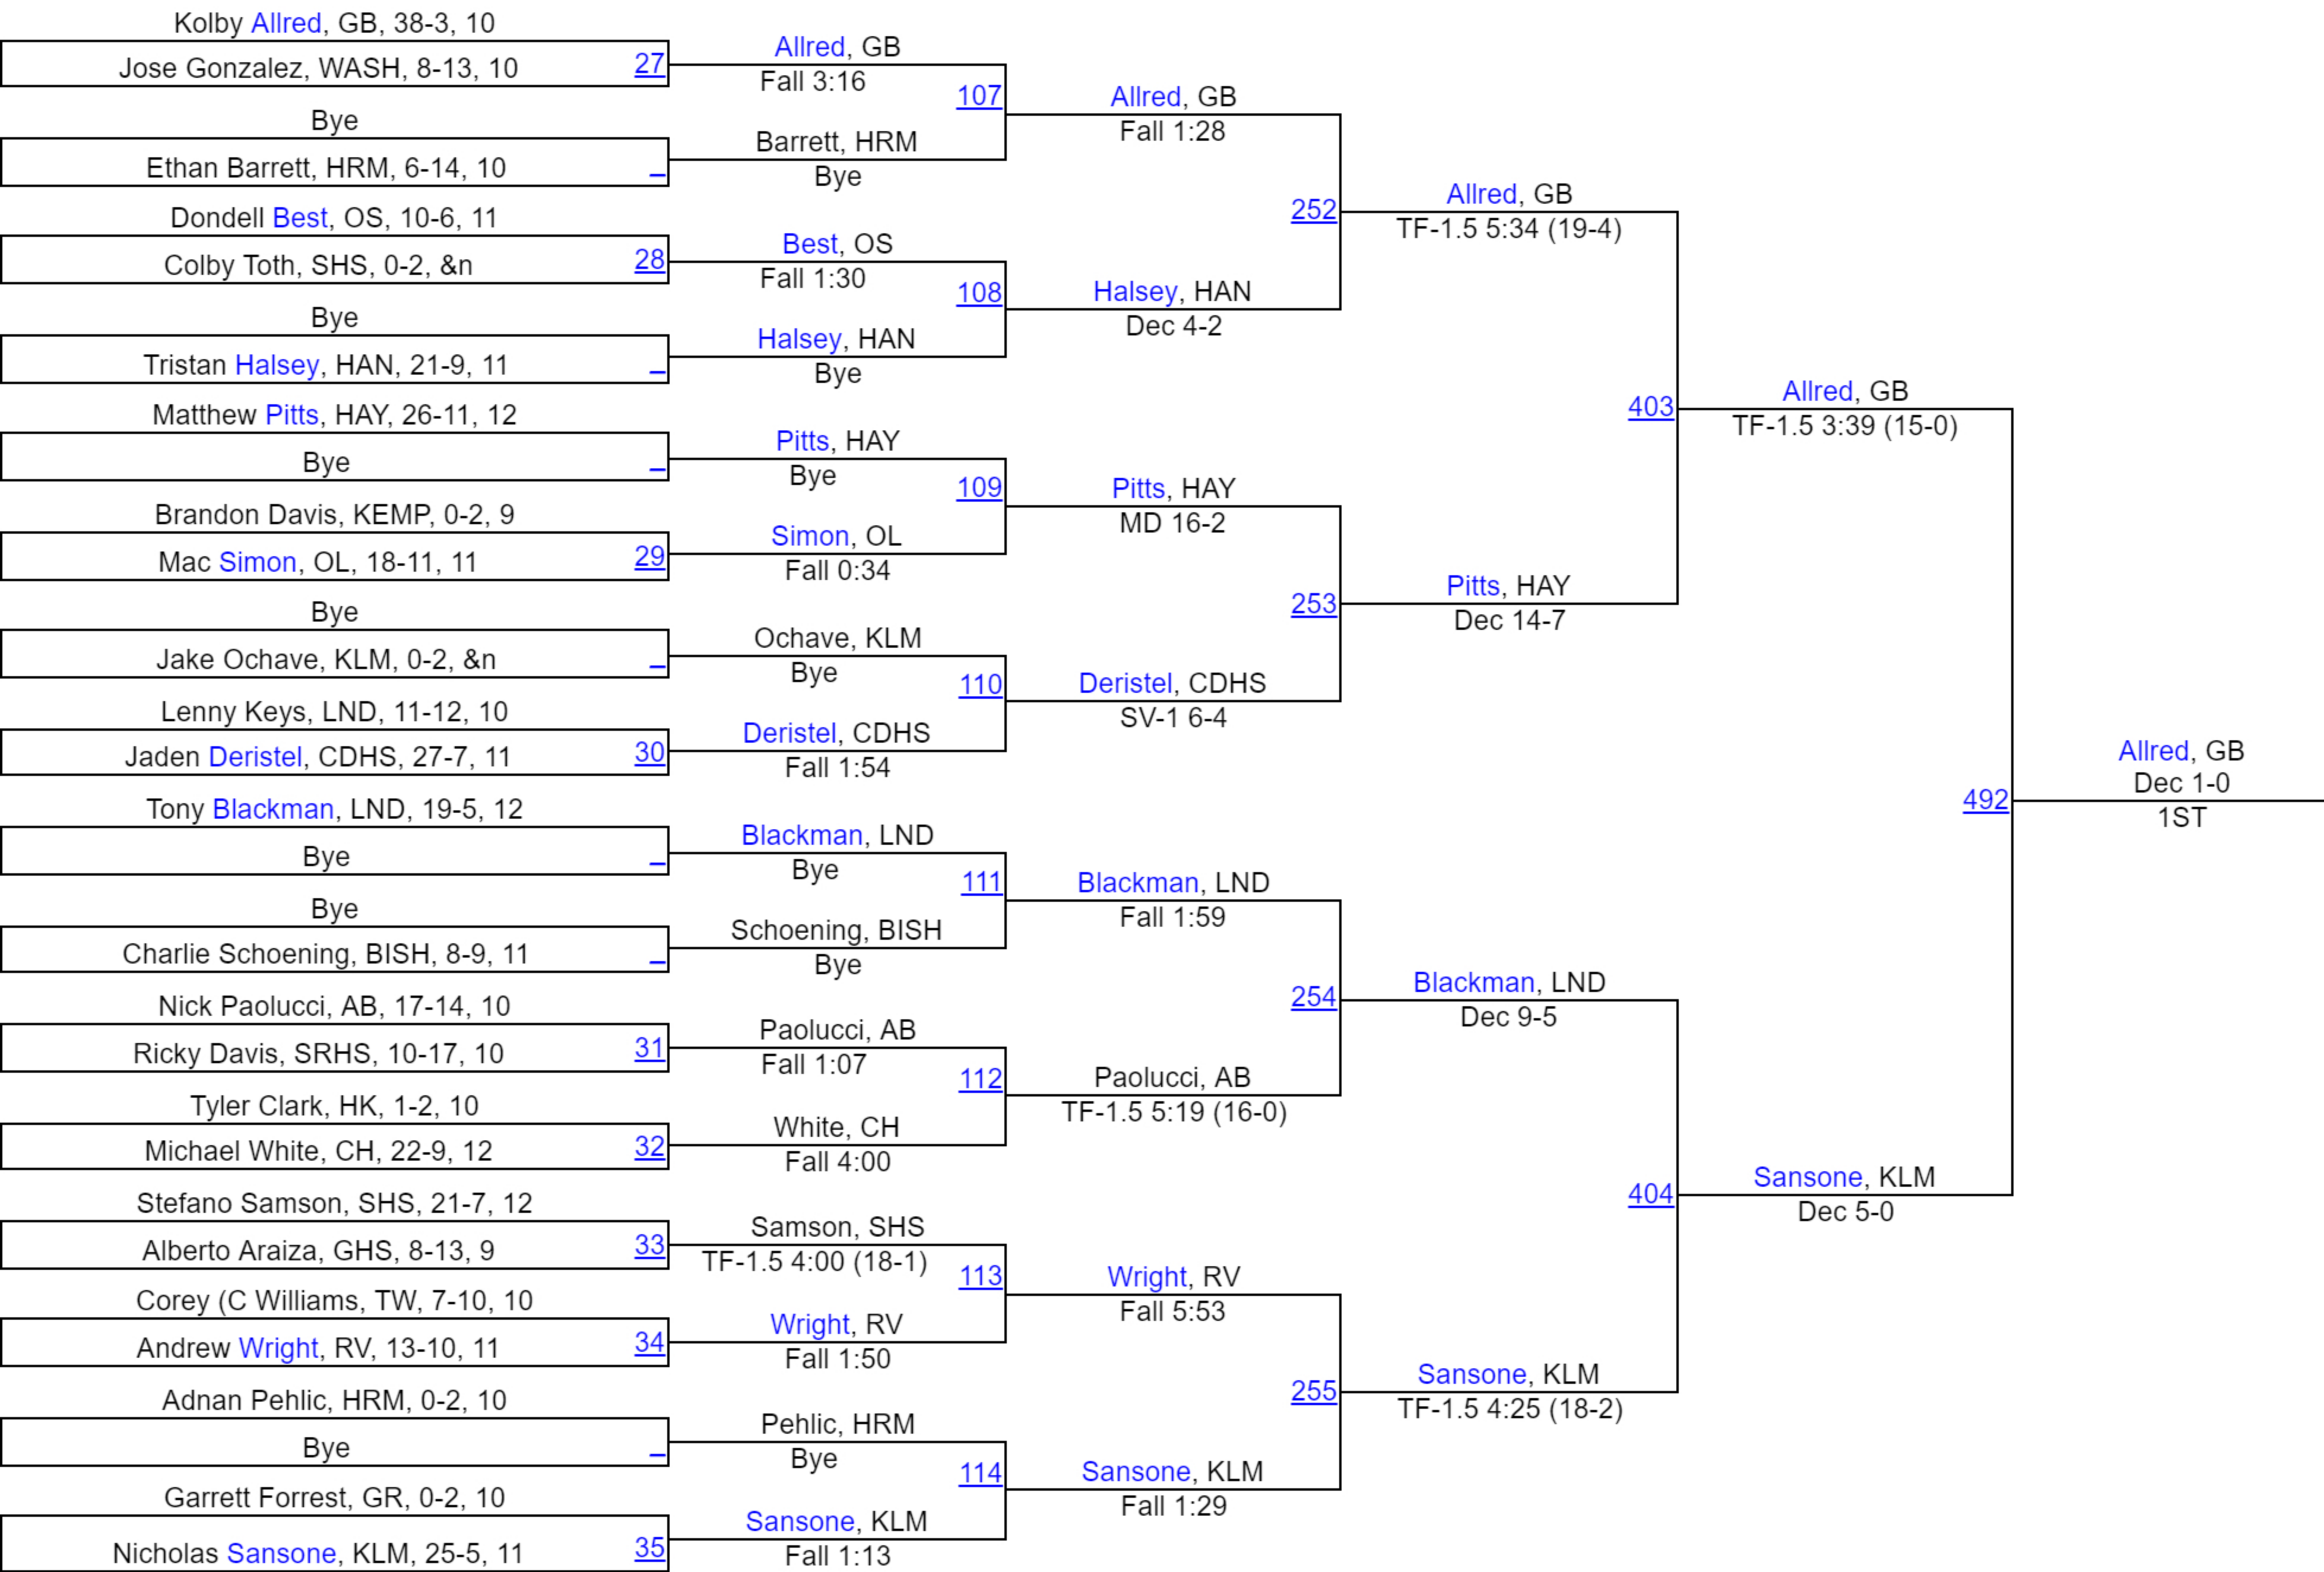 Kolby Allred, GB, 38-3, 10
Jose Gonzalez, WASH, 8-13, 10
27
Bye
Ethan Barrett, HRM, 6-14, 10
Dondell Best, OS, 10-6, 11
Colby Toth, SHS, 0-2, &n
28
Bye
Tristan Halsey, HAN, 21-9, 11
Matthew Pitts, HAY, 26-11, 12
Bye
Brandon Davis, KEMP, 0-2, 9
Mac Simon, OL, 18-11, 11
29
Bye
Jake Ochave, KLM, 0-2, &n
Lenny Keys, LND, 11-12, 10
Jaden Deristel, CDHS, 27-7, 11
30
Tony Blackman, LND, 19-5, 12
Bye
Bye
Charlie Schoening, BISH, 8-9, 11
Nick Paolucci, AB, 17-14, 10
Ricky Davis, SRHS, 10-17, 10
31
Tyler Clark, HK, 1-2, 10
Michael White, CH, 22-9, 12
32
Stefano Samson, SHS, 21-7, 12
Alberto Araiza, GHS, 8-13, 9
33
Corey (C Williams, TW, 7-10, 10
Andrew Wright, RV, 13-10, 11
34
Adnan Pehlic, HRM, 0-2, 10
Bye
Garrett Forrest, GR, 0-2, 10
Nicholas Sansone, KLM, 25-5, 11
35
Allred, GB
Fall 3:16
107
Barrett, HRM
Bye
Best, OS
Fall 1:30
108
Halsey, HAN
Bye
Pitts, HAY
Bye
109
Simon, OL
Fall 0:34
Ochave, KLM
Bye
110
Deristel, CDHS
Fall 1:54
Blackman, LND
Bye
111
Schoening, BISH
Bye
Paolucci, AB
Fall 1:07
112
White, CH
Fall 4:00
Samson, SHS
TF-1.5 4:00 (18-1)
113
Wright, RV
Fall 1:50
Pehlic, HRM
Bye
114
Sansone, KLM
Fall 1:13
Allred, GB
Fall 1:28
252
Halsey, HAN
Dec 4-2
Pitts, HAY
MD 16-2
253
Deristel, CDHS
SV-1 6-4
Blackman, LND
Fall 1:59
254
Paolucci, AB
TF-1.5 5:19 (16-0)
Wright, RV
Fall 5:53
255
Sansone, KLM
Fall 1:29
Allred, GB
TF-1.5 5:34 (19-4)
403
Pitts, HAY
Dec 14-7
Blackman, LND
Dec 9-5
404
Sansone, KLM
TF-1.5 4:25 (18-2)
Allred, GB
TF-1.5 3:39 (15-0)
492
Sansone, KLM
Dec 5-0
Allred, GB
Dec 1-0
1ST